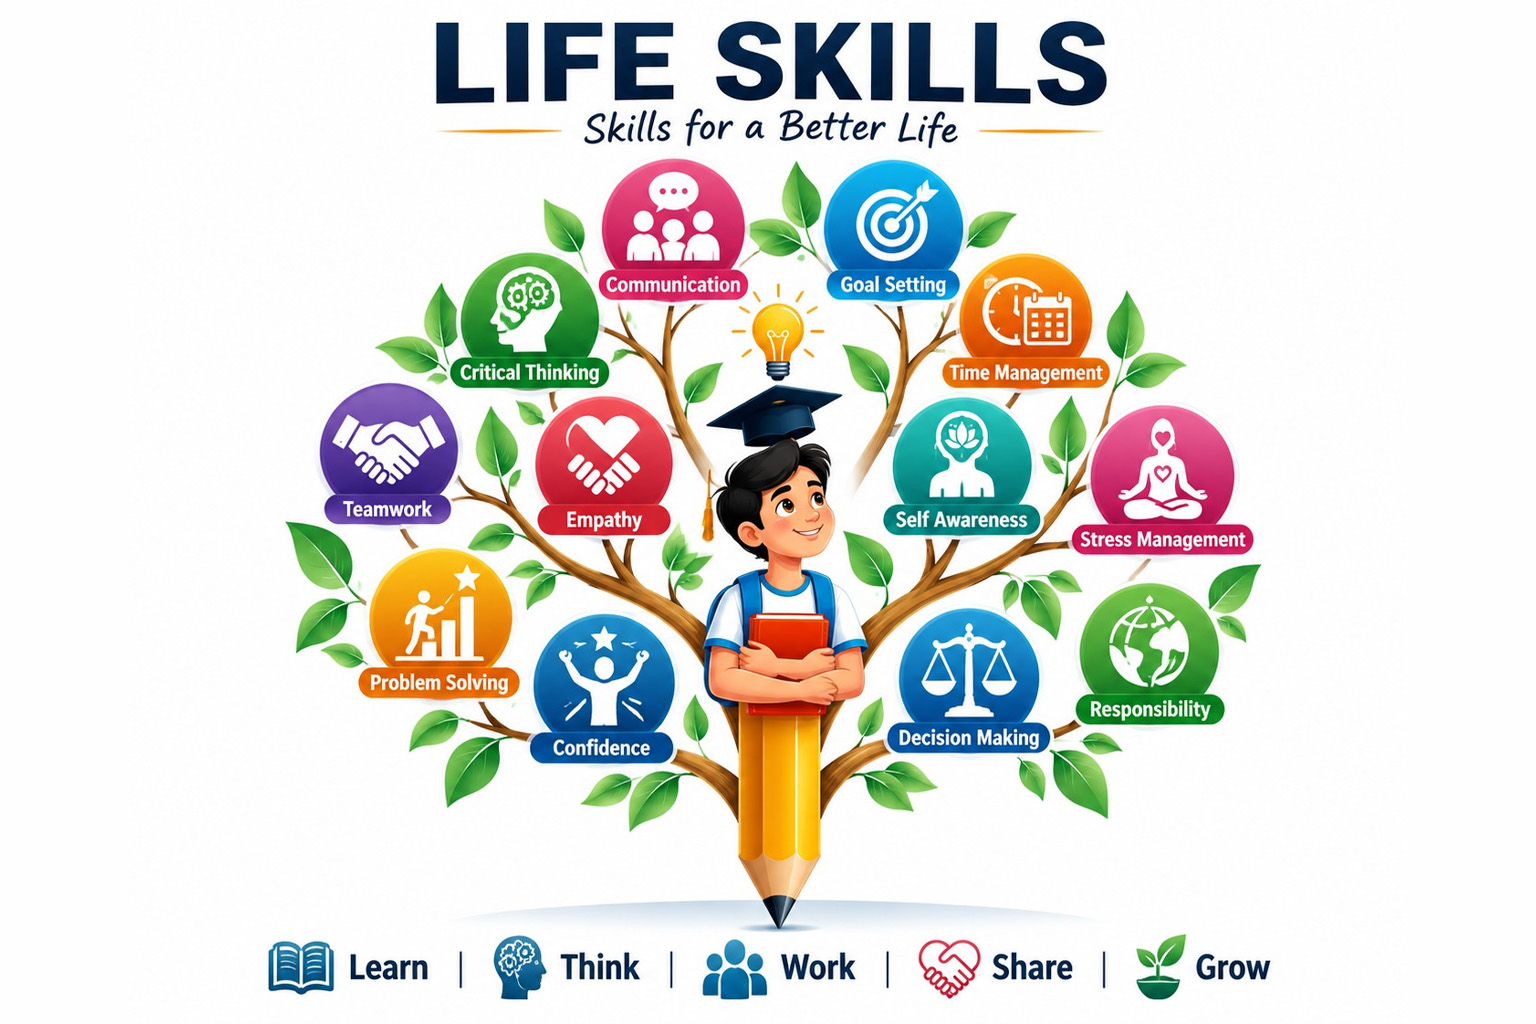 LIFE SKILLS
Skills for a Better Life
Communication
Goal Setting
Critical Thinking
Time Management
Teamwork
Empathy
Self Awareness
Stress Management
Problem Solving
Confidence
Decision Making
Responsibility
Learn | Think | Work | Share | Grow